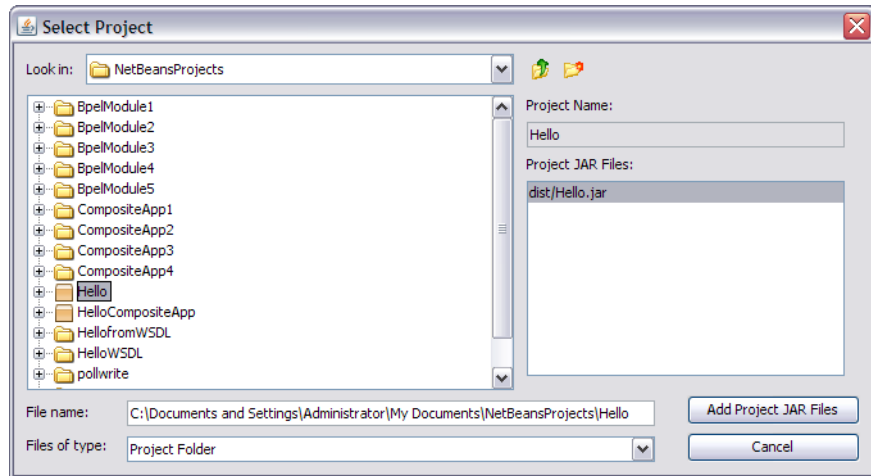 Select Project
Look in:
NetBeansProjects
BpelModule1
BpelModule2
BpelModule3
BpelModule4
BpelModule5
CompositeApp1
CompositeApp2
CompositeApp3
CompositeApp4
Hello
HelloCompositeApp
HellofromWSDL
HelloWSDL
pollwrite
Project Name:
Hello
Project JAR Files:
dist/Hello.jar
File name:
C:\Documents and Settings\Administrator\My Documents\NetBeansProjects\Hello
Add Project JAR Files
Files of type:
Project Folder
Cancel